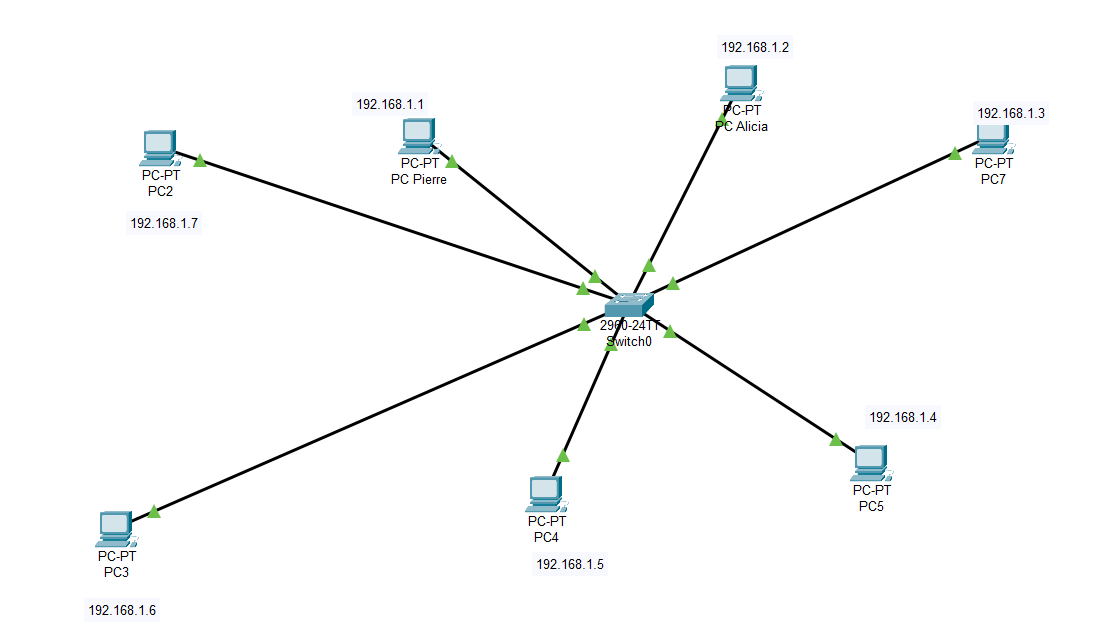 192.168.1.2
192.168.1.1
PC-PT
PC Alicia
192.168.1.3
PC-PT
PC Pierre
PC-PT
PC7
PC-PT
PC2
192.168.1.7
2960-24TT
Switch0
192.168.1.4
PC-PT
PC5
PC-PT
PC4
192.168.1.5
PC-PT
PC3
192.168.1.6